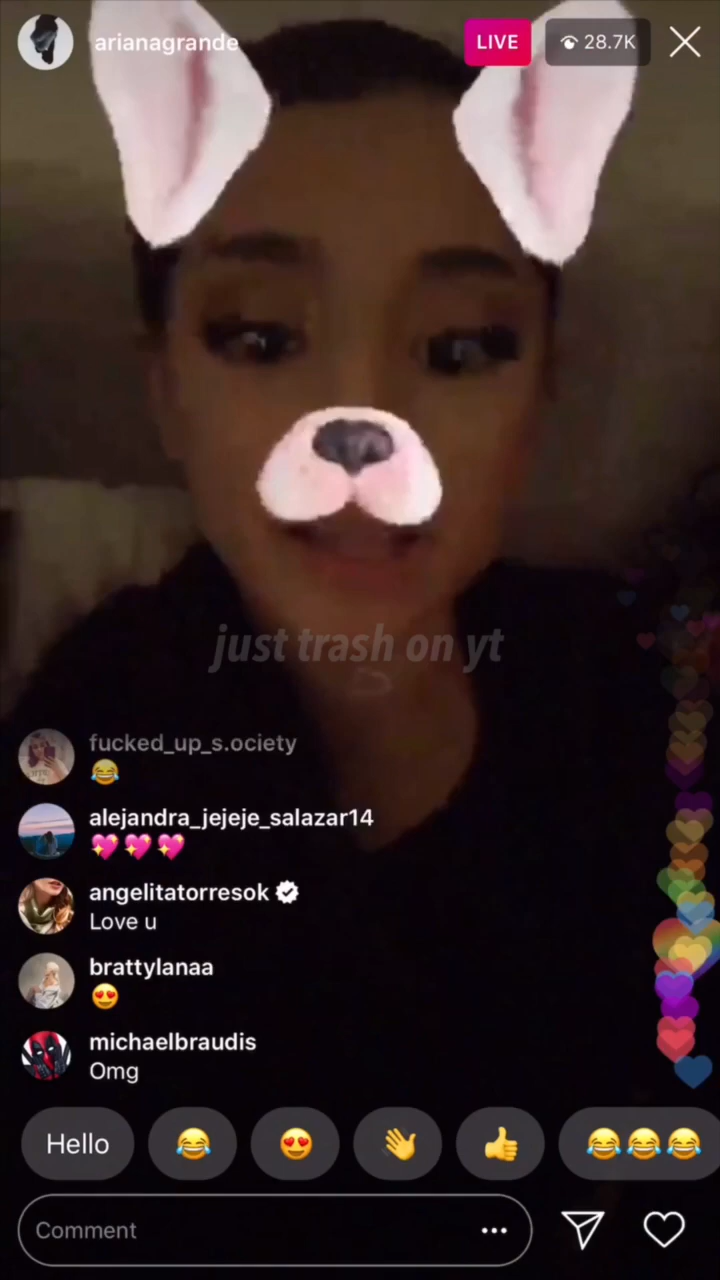 arianagrande
LIVE
28.7K
just trash on yt
fucked_up_s.ociety
😂
alejandra_jejeje_salazar14
💖💖💖
angelitatorresok
Love u
brattylanaa
😍
michaelbraudis
Omg
Hello
😂
😍
👋
👍
😂😂😂
Comment